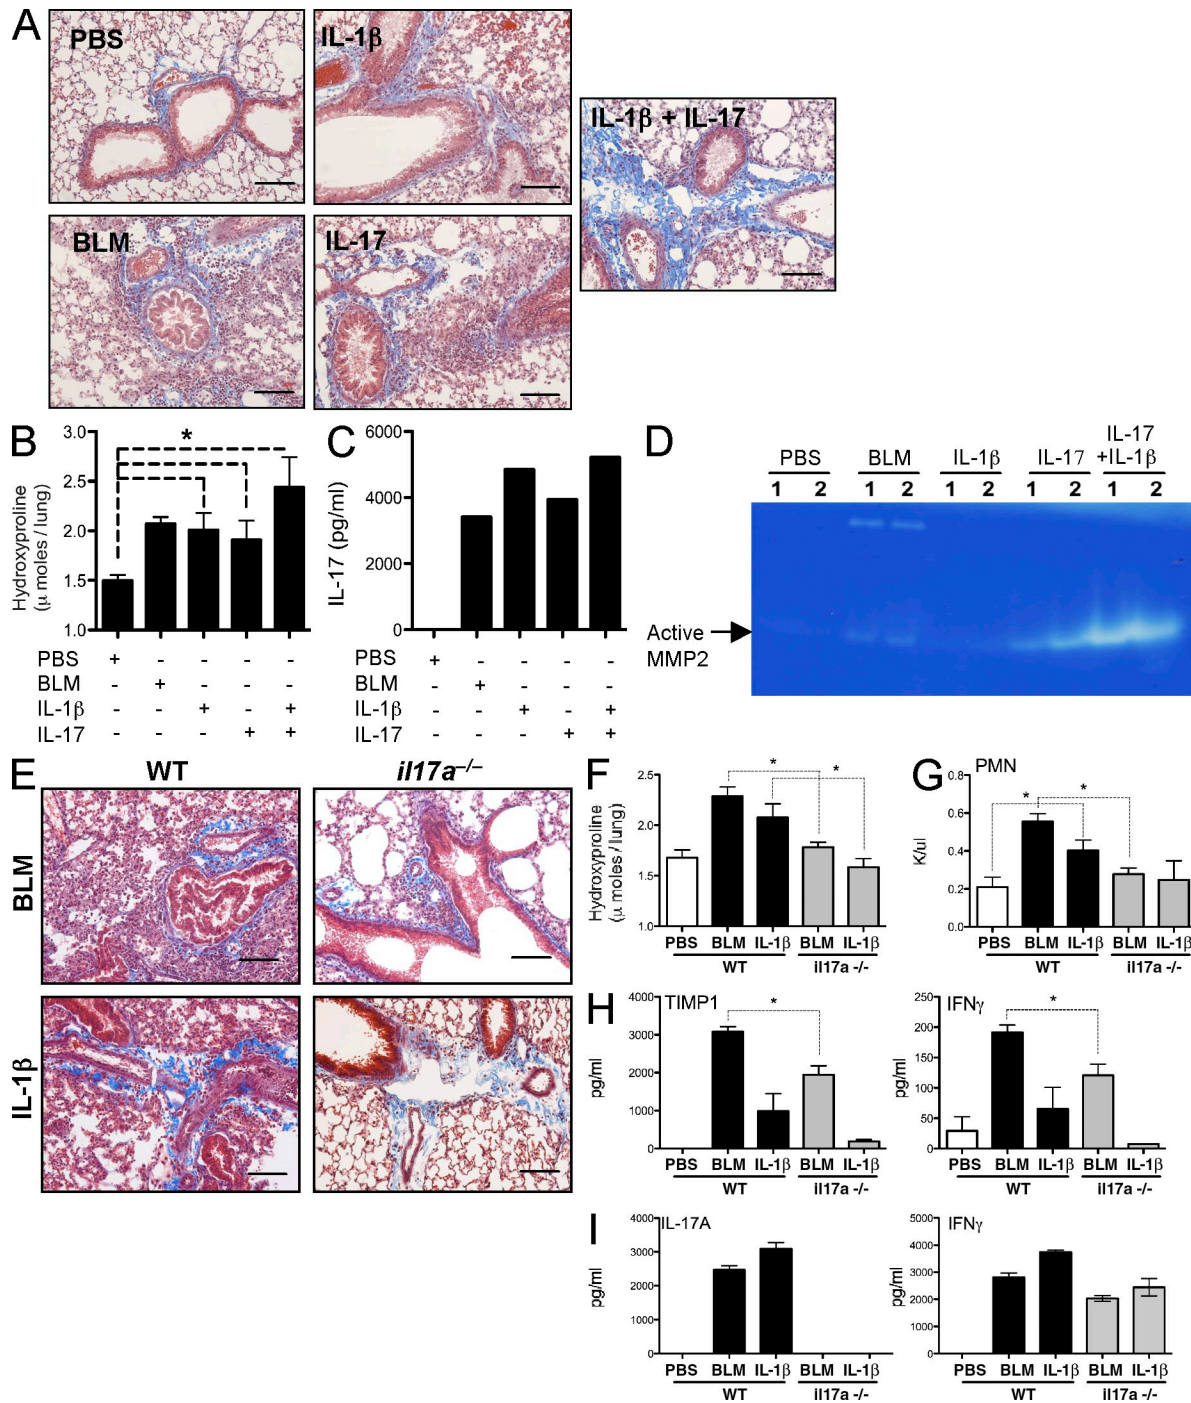 A
PBS
IL-1β
IL-1β + IL-17
BLM
IL-17
B
3.0
2.5
2.0
1.5
1.0
Hydroxyproline
(μ moles / lung)
*
PBS + - - - -
BLM - + - - -
IL-1β - - + - +
IL-17 - - - + +
C
6000
4000
2000
0
IL-17 (pg/ml)
PBS + - - - -
BLM - + - - -
IL-1β - - + - +
IL-17 - - - + +
D
PBS BLM IL-1β IL-17 IL-17
+IL-1β
1 2 1 2 1 2 1 2 1 2
Active
MMP2
E
WT il17a–/–
BLM
IL-1β
F
2.5
2.0
1.5
1.0
Hydroxyproline
(μ moles / lung)
* *
PBS BLM IL-1β BLM IL-1β
WT il17a -/-
G
PMN
0.8
0.6
0.4
0.2
0.0
K/ul
* *
PBS BLM IL-1β BLM IL-1β
WT il17a -/-
H
TIMP1
4000
3000
2000
1000
0
pg/ml
*
PBS BLM IL-1β BLM IL-1β
WT il17a -/-
IFNγ
250
200
150
100
50
0
pg/ml
*
PBS BLM IL-1β BLM IL-1β
WT il17a -/-
I
IL-17A
4000
3000
2000
1000
0
pg/ml
PBS BLM IL-1β BLM IL-1β
WT il17a -/-
IFNγ
5000
4000
3000
2000
1000
0
pg/ml
PBS BLM IL-1β BLM IL-1β
WT il17a -/-